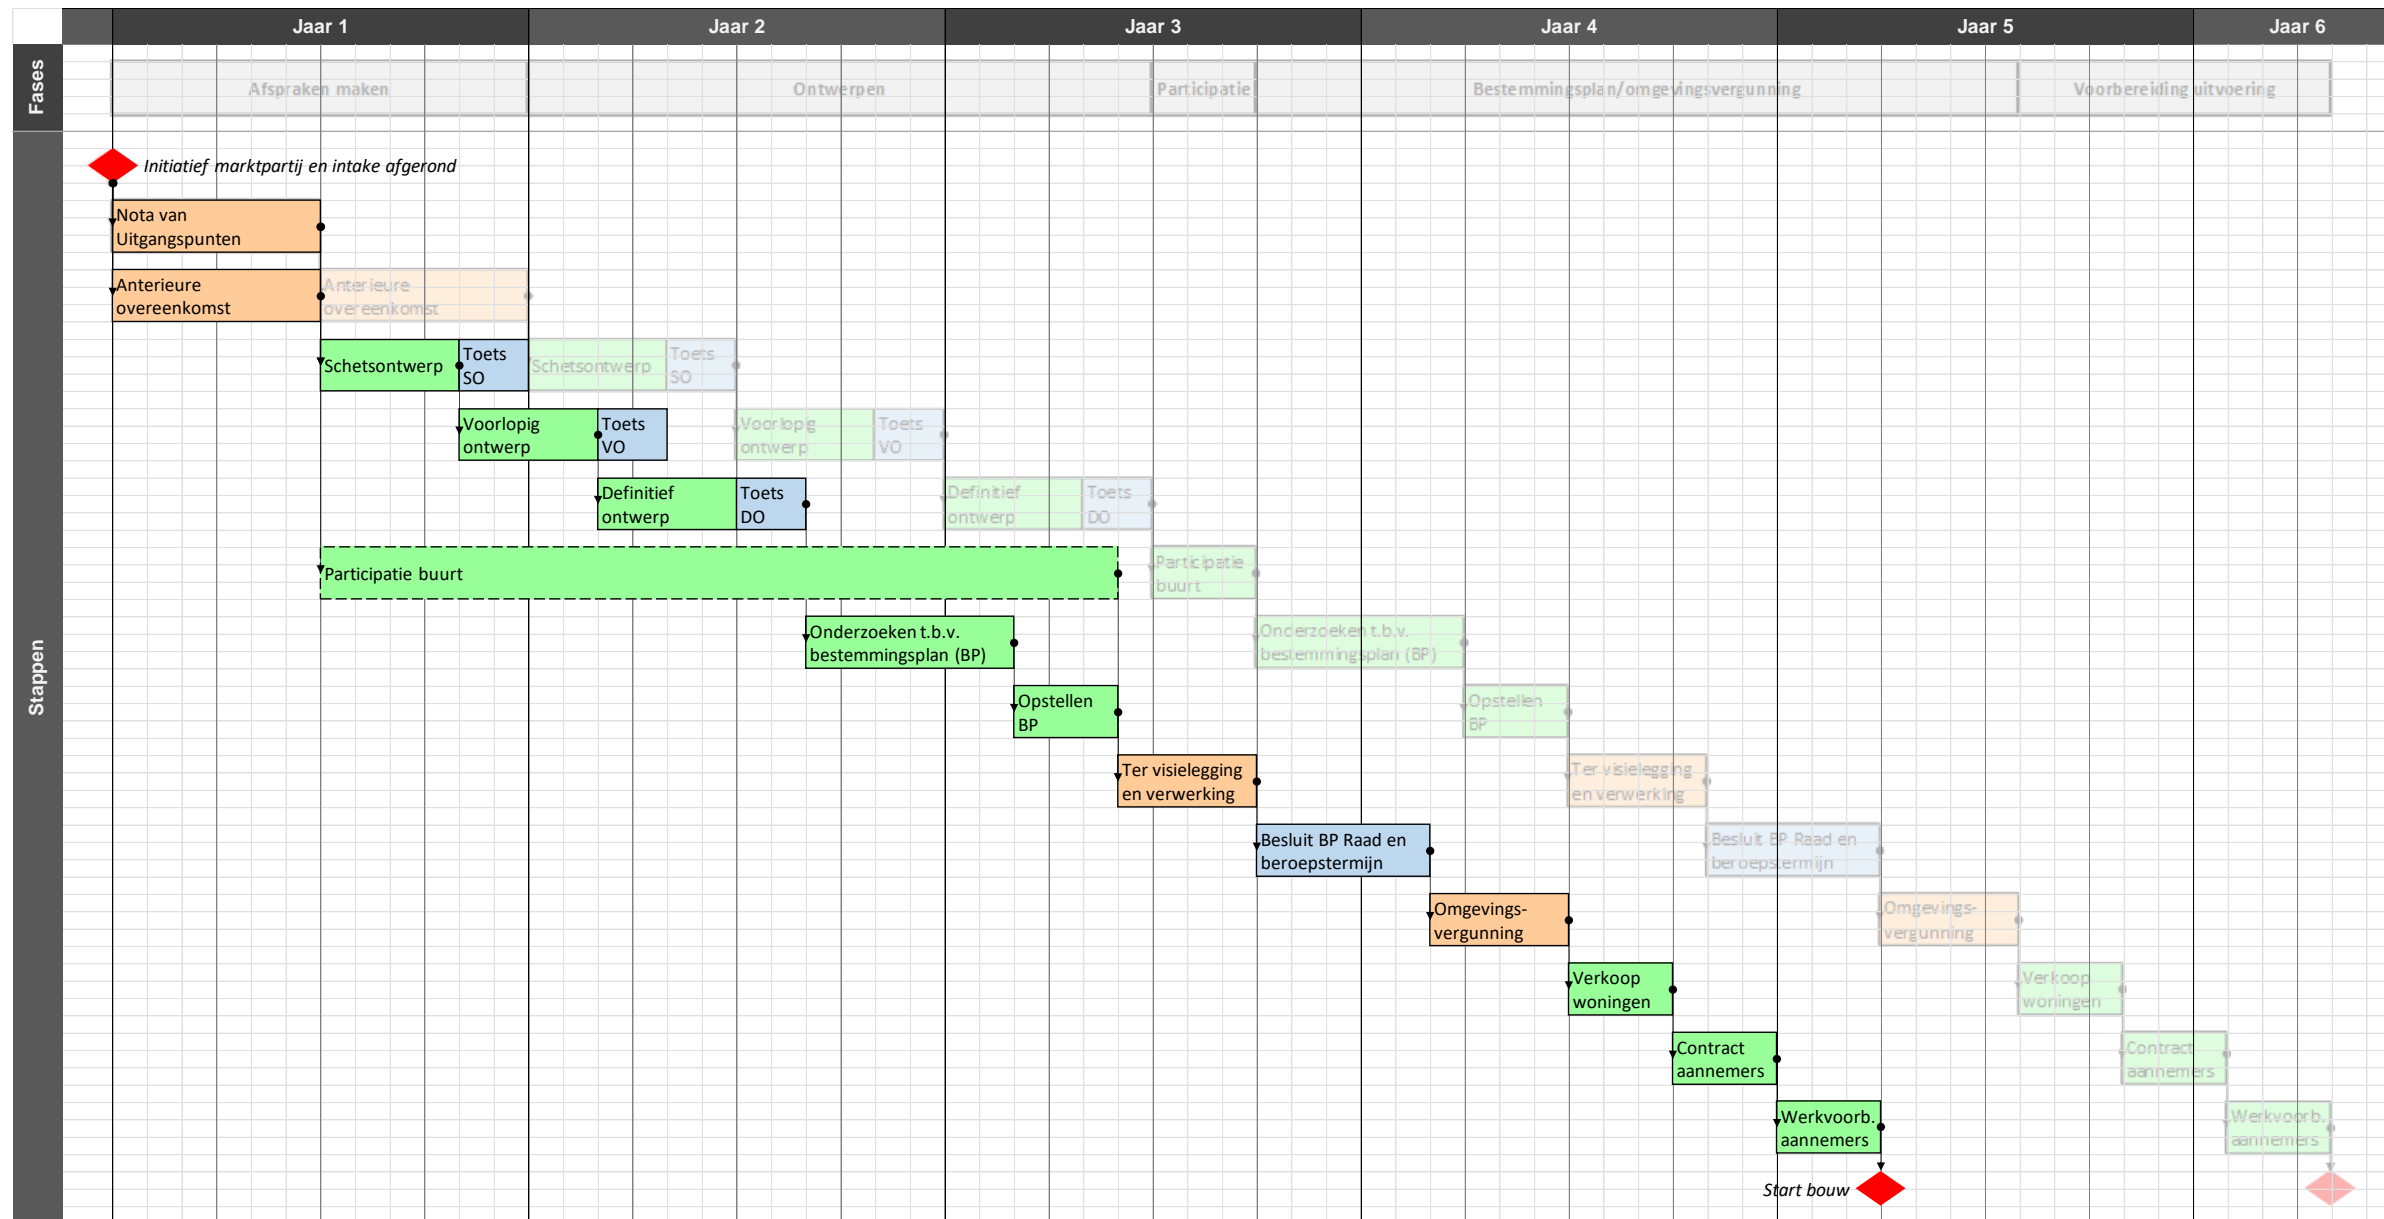 Jaar 1
Jaar 2
Jaar 3
Jaar 4
Jaar 5
Jaar 6
Fases
Afspraken maken
Ontwerpen
Participatie
Bestemmingsplan/omgevingsvergunning
Voorbereiding uitvoering
Stappen
Initiatief marktpartij en intake afgerond
Nota van
Uitgangspunten
Anterieure
overeenkomst
Anterieure
overeenkomst
Schetsontwerp
Toets
SO
Schetsontwerp
Toets
SO
Voorlopig
ontwerp
Toets
VO
Voorlopig
ontwerp
Toets
VO
Definitief
ontwerp
Toets
DO
Definitief
ontwerp
Toets
DO
Participatie buurt
Participatie
buurt
Onderzoeken t.b.v.
bestemmingsplan (BP)
Onderzoeken t.b.v.
bestemmingsplan (BP)
Opstellen
BP
Opstellen
BP
Ter visielegging
en verwerking
Ter visielegging
en verwerking
Besluit BP Raad en
beroepstermijn
Besluit BP Raad en
beroepstermijn
Omgevings-
vergunning
Omgevings-
vergunning
Verkoop
woningen
Verkoop
woningen
Contract
aannemers
Contract
aannemers
Werkvoorb.
aannemers
Werkvoorb.
aannemers
Start bouw